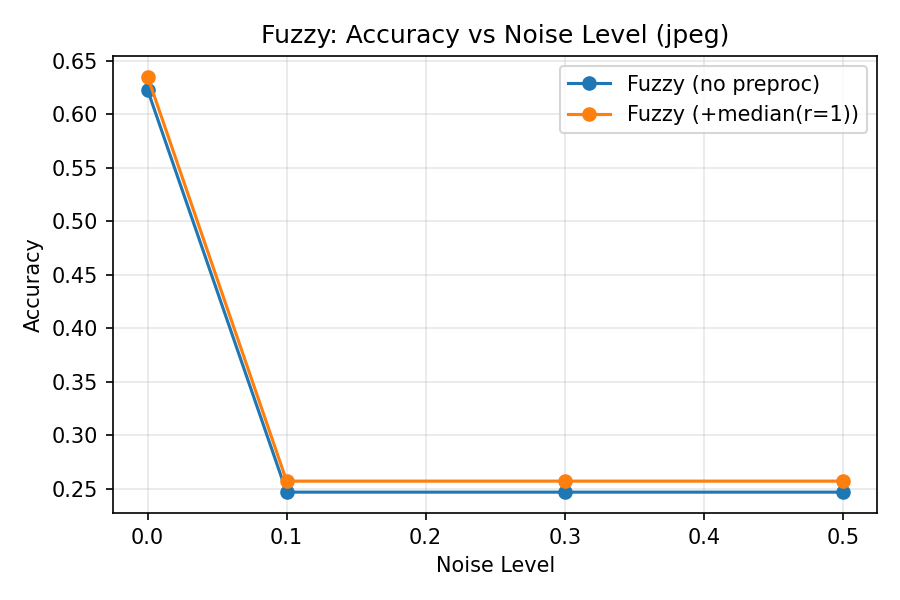 Fuzzy: Accuracy vs Noise Level (jpeg)
Fuzzy (no preproc)
Fuzzy (+median(r=1))
Accuracy
0.65
0.60
0.55
0.50
0.45
0.40
0.35
0.30
0.25
0.0 0.1 0.2 0.3 0.4 0.5
Noise Level